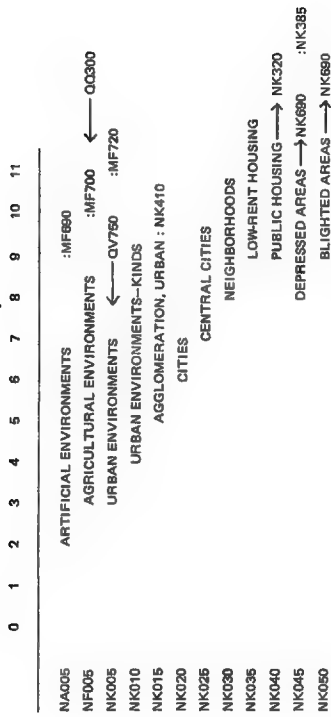 0 1 2 3 4 5 6 7 8 9 10 11
NA005 ARTIFICIAL ENVIRONMENTS :MF690
NF005 AGRICULTURAL ENVIRONMENTS :MF700 ← QQ300
NK005 URBAN ENVIRONMENTS ← QV760 :MF720
NK010 URBAN ENVIRONMENTS–KINDS
NK015 AGGLOMERATION, URBAN : NK410
NK020 CITIES
NK025 CENTRAL CITIES
NK030 NEIGHBORHOODS
NK035 LOW-RENT HOUSING
NK040 PUBLIC HOUSING → NK320
NK045 DEPRESSED AREAS → NK690 :NK385
NK050 BLIGHTED AREAS → NK690